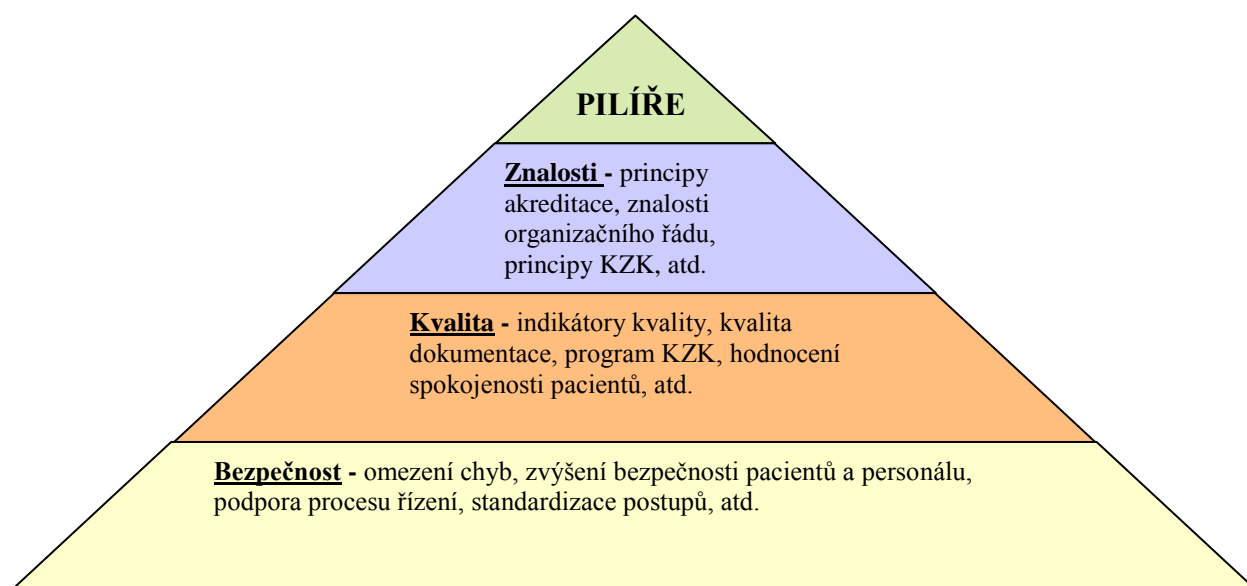 PILÍŘE
Znalosti - principy
akreditace, znalosti
organizačního řádu,
principy KZK, atd.
Kvalita - indikátory kvality, kvalita
dokumentace, program KZK, hodnocení
spokojenosti pacientů, atd.
Bezpečnost - omezení chyb, zvýšení bezpečnosti pacientů a personálu,
podpora procesu řízení, standardizace postupů, atd.